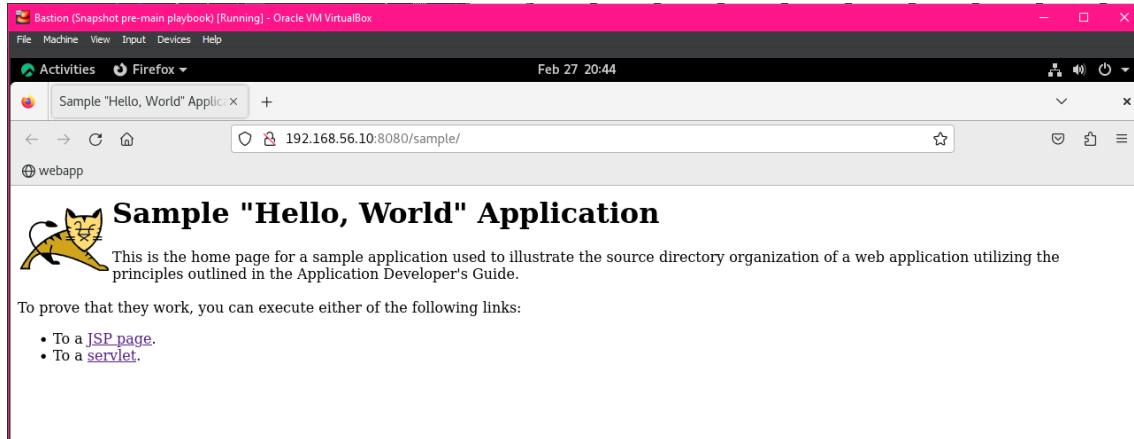 Bastion (Snapshot pre-main playbook) [Running] - Oracle VM VirtualBox
File Machine View Input Devices Help
Activities Firefox Feb 27 20:44
Sample "Hello, World" Applic
192.168.56.10:8080/sample/
webapp
Sample "Hello, World" Application
This is the home page for a sample application used to illustrate the source directory organization of a web application utilizing the
principles outlined in the Application Developer's Guide.
To prove that they work, you can execute either of the following links:
• To a JSP page.
• To a servlet.